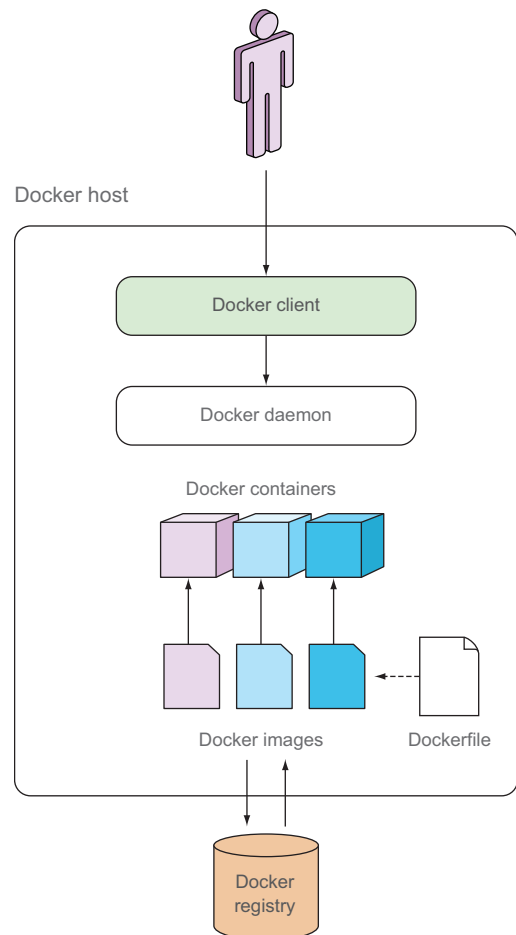 Docker host
Docker client
Docker daemon
Docker containers
Docker images
Dockerfile
Docker
registry